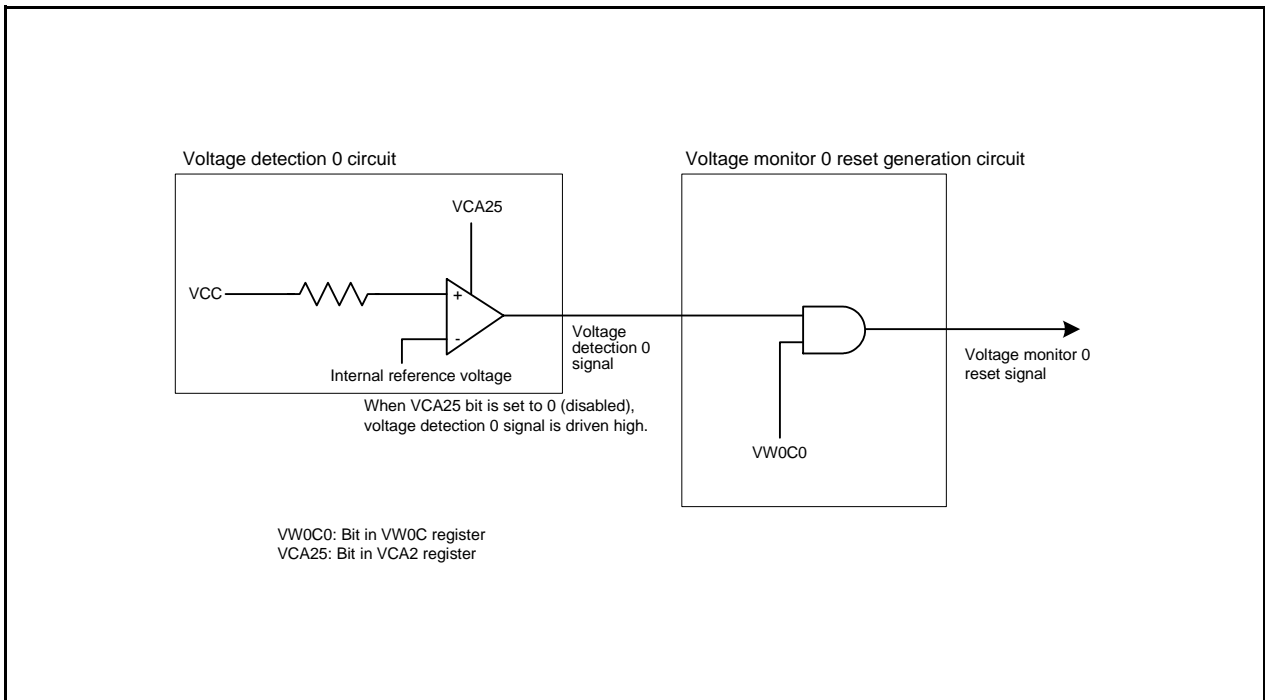 Voltage detection 0 circuit
Voltage monitor 0 reset generation circuit
VCA25
VCC
+
-
Internal reference voltage
Voltage
detection 0
signal
When VCA25 bit is set to 0 (disabled),
voltage detection 0 signal is driven high.
VW0C0
Voltage monitor 0
reset signal
VW0C0: Bit in VW0C register
VCA25: Bit in VCA2 register